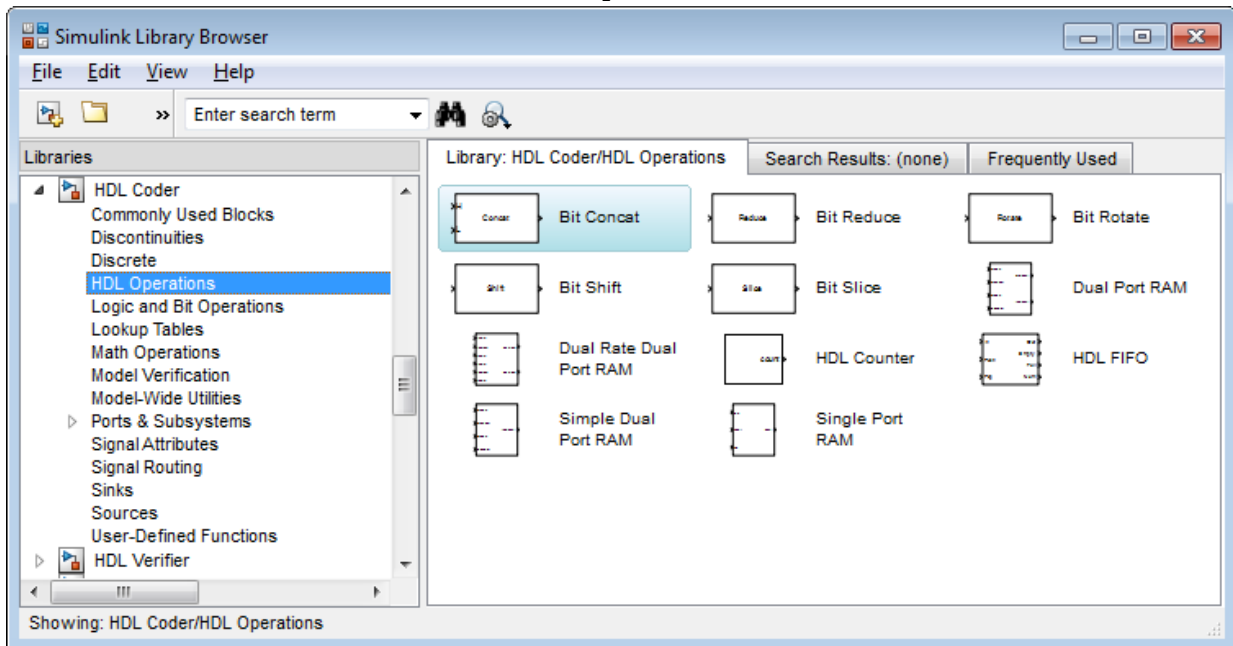 Simulink Library Browser
File Edit View Help
» Enter search term
Libraries
HDL Coder
Commonly Used Blocks
Discontinuities
Discrete
HDL Operations
Logic and Bit Operations
Lookup Tables
Math Operations
Model Verification
Model-Wide Utilities
Ports & Subsystems
Signal Attributes
Signal Routing
Sinks
Sources
User-Defined Functions
HDL Verifier
Library: HDL Coder/HDL Operations Search Results: (none) Frequently Used
Concat Bit Concat Reduce Bit Reduce Rotate Bit Rotate
Shift Bit Shift Slice Bit Slice Dual Port RAM
Dual Rate Dual
Port RAM
count HDL Counter HDL FIFO
Simple Dual
Port RAM
Single Port
RAM
Showing: HDL Coder/HDL Operations